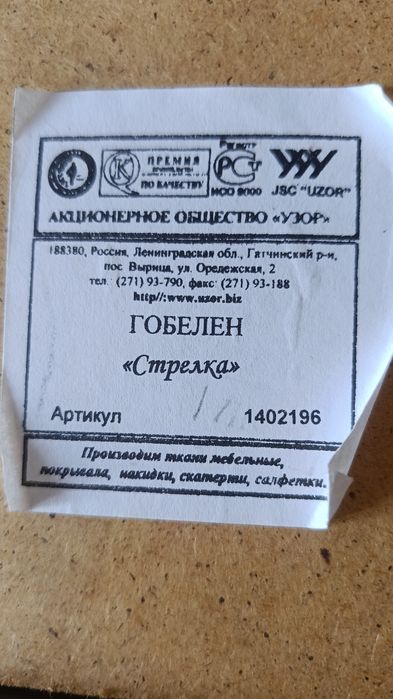 ПРЕМИЯ
ПО КАЧЕСТВУ
РСТ
ИСО 9000
JSC "UZOR"
АКЦИОНЕРНОЕ ОБЩЕСТВО «УЗОР»
188380, Россия, Ленинградская обл., Гатчинский р-н,
пос. Вырица, ул. Оредежская, 2
тел. (271) 93-790, факс (271) 93-188
http//:www.uzor.biz
ГОБЕЛЕН
«Стрелка»
Артикул 1402196
Производим ткани мебельные,
покрывала, накидки, скатерти, салфетки.